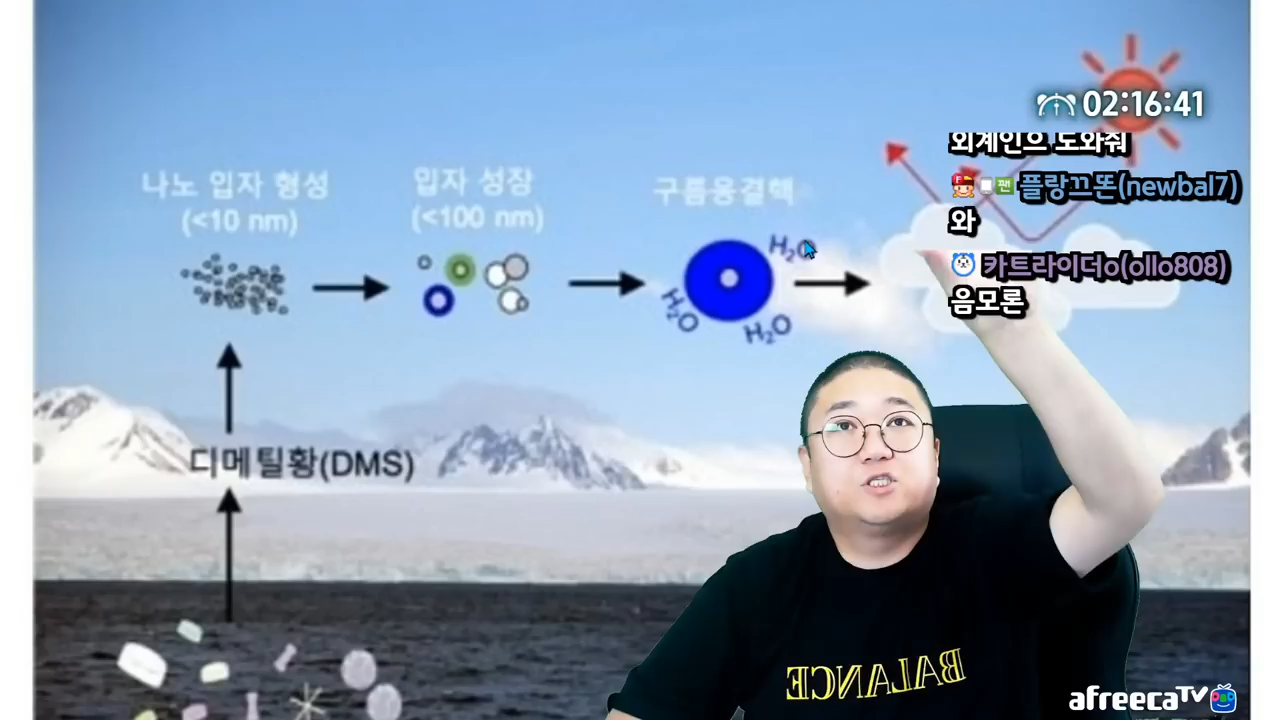 02:16:41
외계인으 도와줘
플랑끄똔(newbal7)
와
카트라이더o(ollo808)
음모론
나노 입자 형성
(<10 nm)
입자 성장
(<100 nm)
구름응결핵
H₂O
H₂O
H₂O
디메틸황(DMS)
BALANCE
afreecaTV